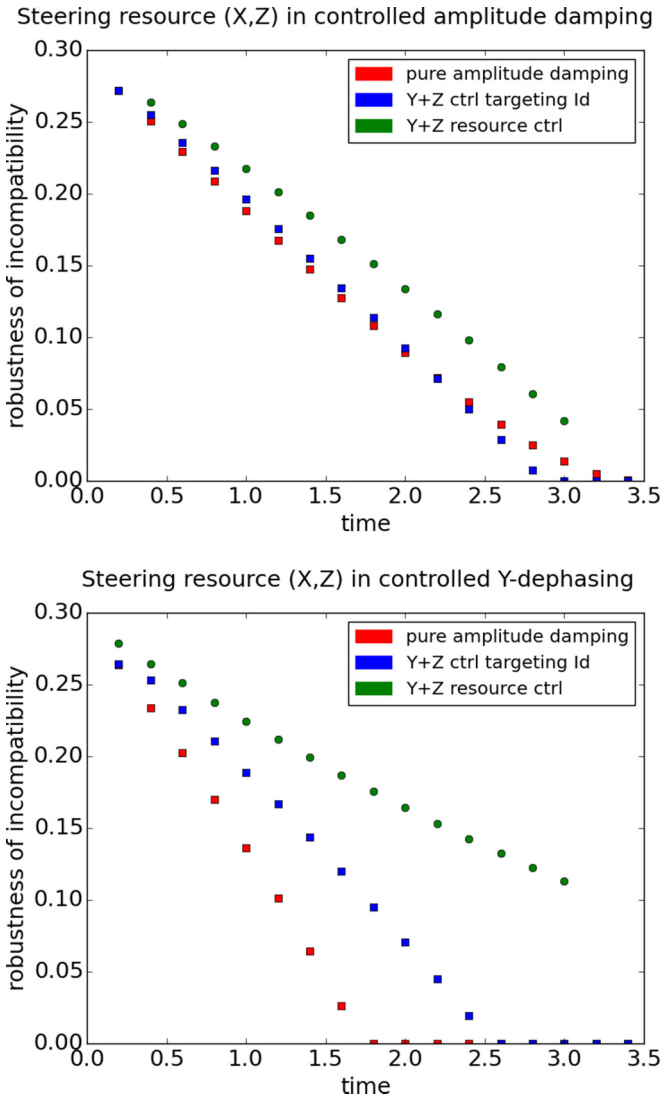 Steering resource (X,Z) in controlled amplitude damping
0.30
0.25
0.20
0.15
0.10
0.05
0.00
robustness of incompatibility
pure amplitude damping
Y+Z ctrl targeting Id
Y+Z resource ctrl
0.0 0.5 1.0 1.5 2.0 2.5 3.0 3.5
time
Steering resource (X,Z) in controlled Y-dephasing
0.30
0.25
0.20
0.15
0.10
0.05
0.00
robustness of incompatibility
pure amplitude damping
Y+Z ctrl targeting Id
Y+Z resource ctrl
0.0 0.5 1.0 1.5 2.0 2.5 3.0 3.5
time